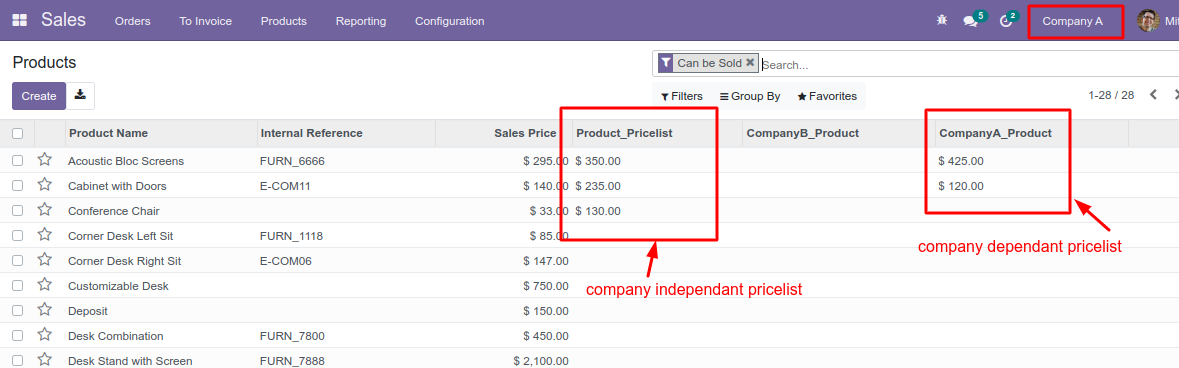 Sales Orders To Invoice Products Reporting Configuration 5 2 Company A
Products Can be Sold Search...
Create Filters Group By Favorites 1-28 / 28
Product Name Internal Reference Sales Price Product_Pricelist CompanyB_Product CompanyA_Product
Acoustic Bloc Screens FURN_6666 $ 295.00 $ 350.00 $ 425.00
Cabinet with Doors E-COM11 $ 140.00 $ 235.00 $ 120.00
Conference Chair $ 33.00 $ 130.00
Corner Desk Left Sit FURN_1118 $ 85.00
company dependant pricelist
Corner Desk Right Sit E-COM06 $ 147.00
Customizable Desk $ 750.00
company independant pricelist
Deposit $ 150.00
Desk Combination FURN_7800 $ 450.00
Desk Stand with Screen FURN_7888 $ 2,100.00